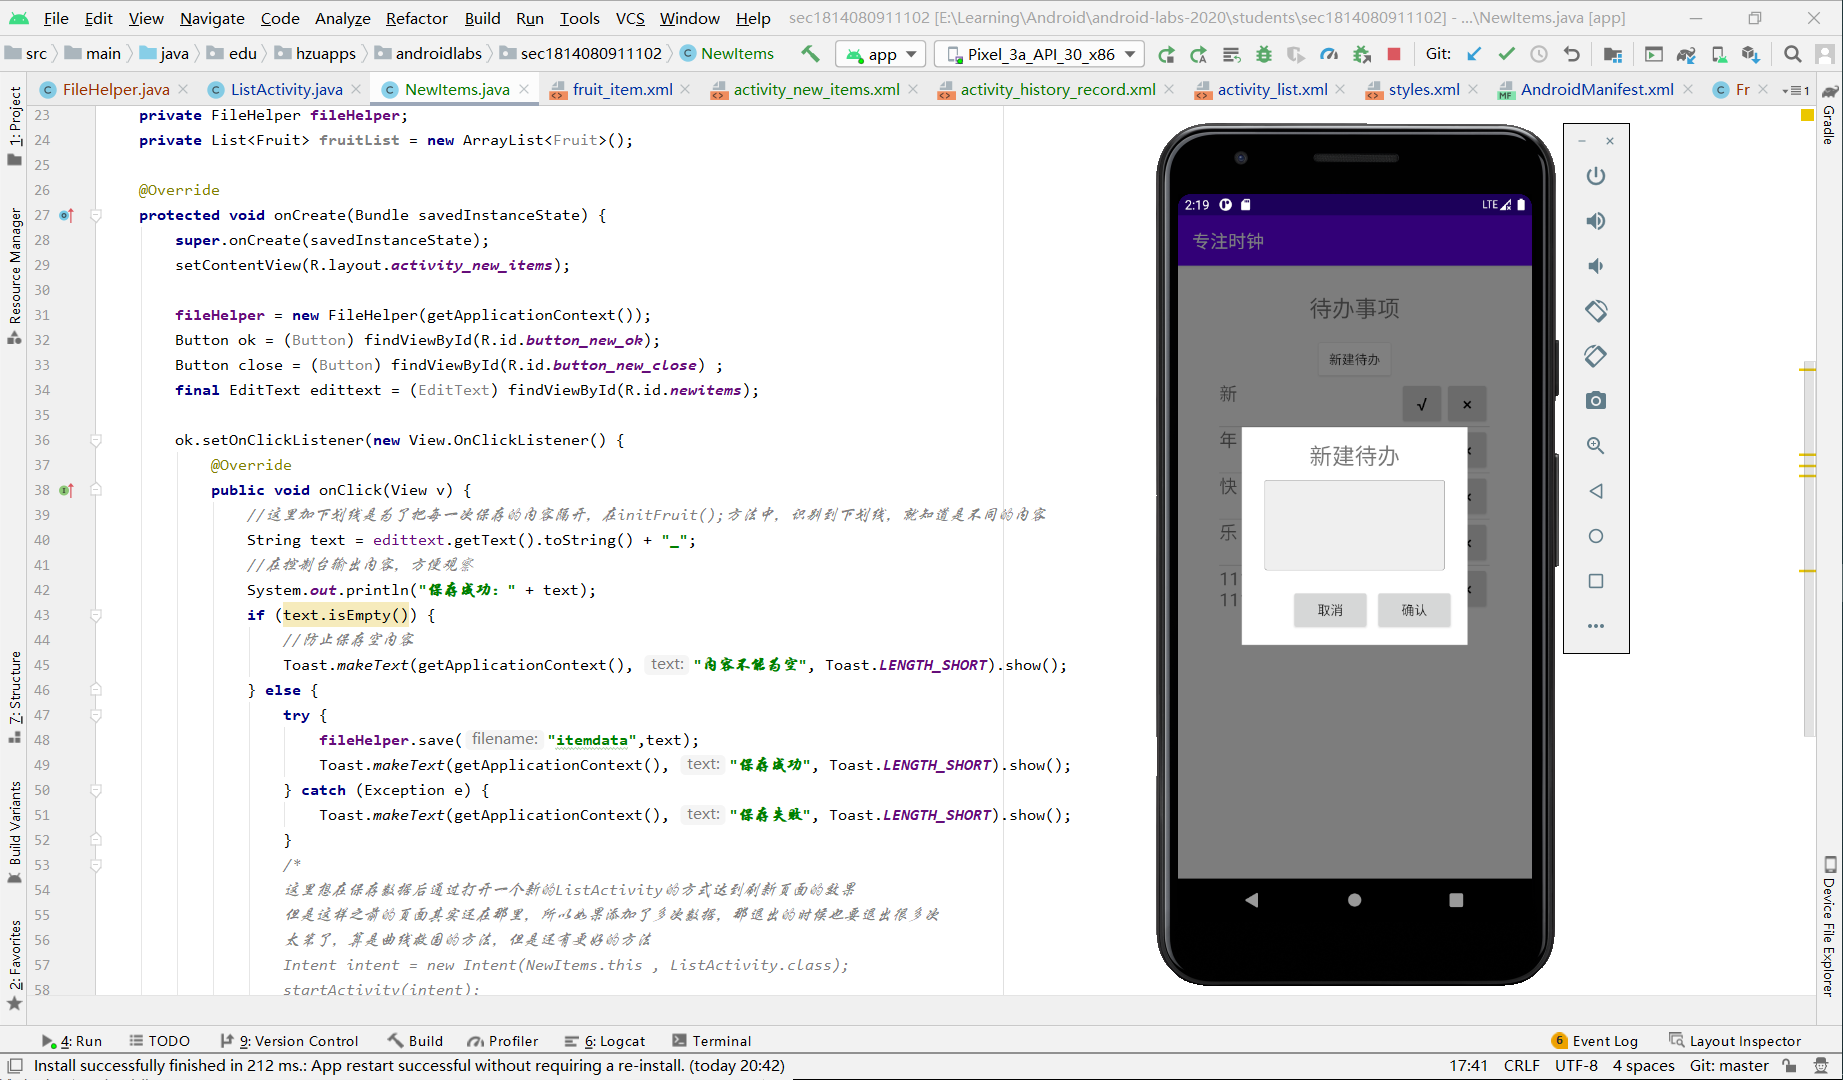 File Edit View Navigate Code Analyze Refactor Build Run Tools VCS Window Help sec1814080911102 [E:\Learning\Android\android-labs-2020\students\sec1814080911102] - ...\NewItems.java [app]
src main java edu hzuapps androidlabs sec1814080911102 NewItems app Pixel_3a_API_30_x86 Git:
FileHelper.java ListActivity.java NewItems.java fruit_item.xml activity_new_items.xml activity_history_record.xml activity_list.xml styles.xml AndroidManifest.xml Fr 1
1: Project
Resource Manager
7: Structure
Build Variants
2: Favorites
23 private FileHelper fileHelper;
24 private List<Fruit> fruitList = new ArrayList<Fruit>();
25
26 @Override
27 protected void onCreate(Bundle savedInstanceState) {
28 super.onCreate(savedInstanceState);
29 setContentView(R.layout.activity_new_items);
30
31 fileHelper = new FileHelper(getApplicationContext());
32 Button ok = (Button) findViewById(R.id.button_new_ok);
33 Button close = (Button) findViewById(R.id.button_new_close) ;
34 final EditText edittext = (EditText) findViewById(R.id.newitems);
35
36 ok.setOnClickListener(new View.OnClickListener() {
37 @Override
38 public void onClick(View v) {
39 //这里加下划线是为了把每一次保存的内容隔开，在initFruit();方法中，识别到下划线，就知道是不同的内容
40 String text = edittext.getText().toString() + "_";
41 //在控制台输出内容，方便观察
42 System.out.println("保存成功：" + text);
43 if (text.isEmpty()) {
44 //防止保存空内容
45 Toast.makeText(getApplicationContext(), text: "内容不能为空", Toast.LENGTH_SHORT).show();
46 } else {
47 try {
48 fileHelper.save( filename: "itemdata",text);
49 Toast.makeText(getApplicationContext(), text: "保存成功", Toast.LENGTH_SHORT).show();
50 } catch (Exception e) {
51 Toast.makeText(getApplicationContext(), text: "保存失败", Toast.LENGTH_SHORT).show();
52 }
53 /*
54 这里想在保存数据后通过打开一个新的ListActivity的方式达到刷新页面的效果
55 但是这样之前的页面其实还在那里，所以如果添加了多次数据，那退出的时候也要退出很多次
56 太笨了，算是曲线救国的方法，但是还有更好的方法
57 Intent intent = new Intent(NewItems.this , ListActivity.class);
58 startActivity(intent);
2:19 LTE
专注时钟
待办事项
新建待办
新 √ ×
年
快
乐
11
11
新建待办
取消 确认
Gradle
Device File Explorer
4: Run TODO 9: Version Control Build Profiler 6: Logcat Terminal 6 Event Log Layout Inspector
Install successfully finished in 212 ms.: App restart successful without requiring a re-install. (today 20:42) 17:41 CRLF UTF-8 4 spaces Git: master